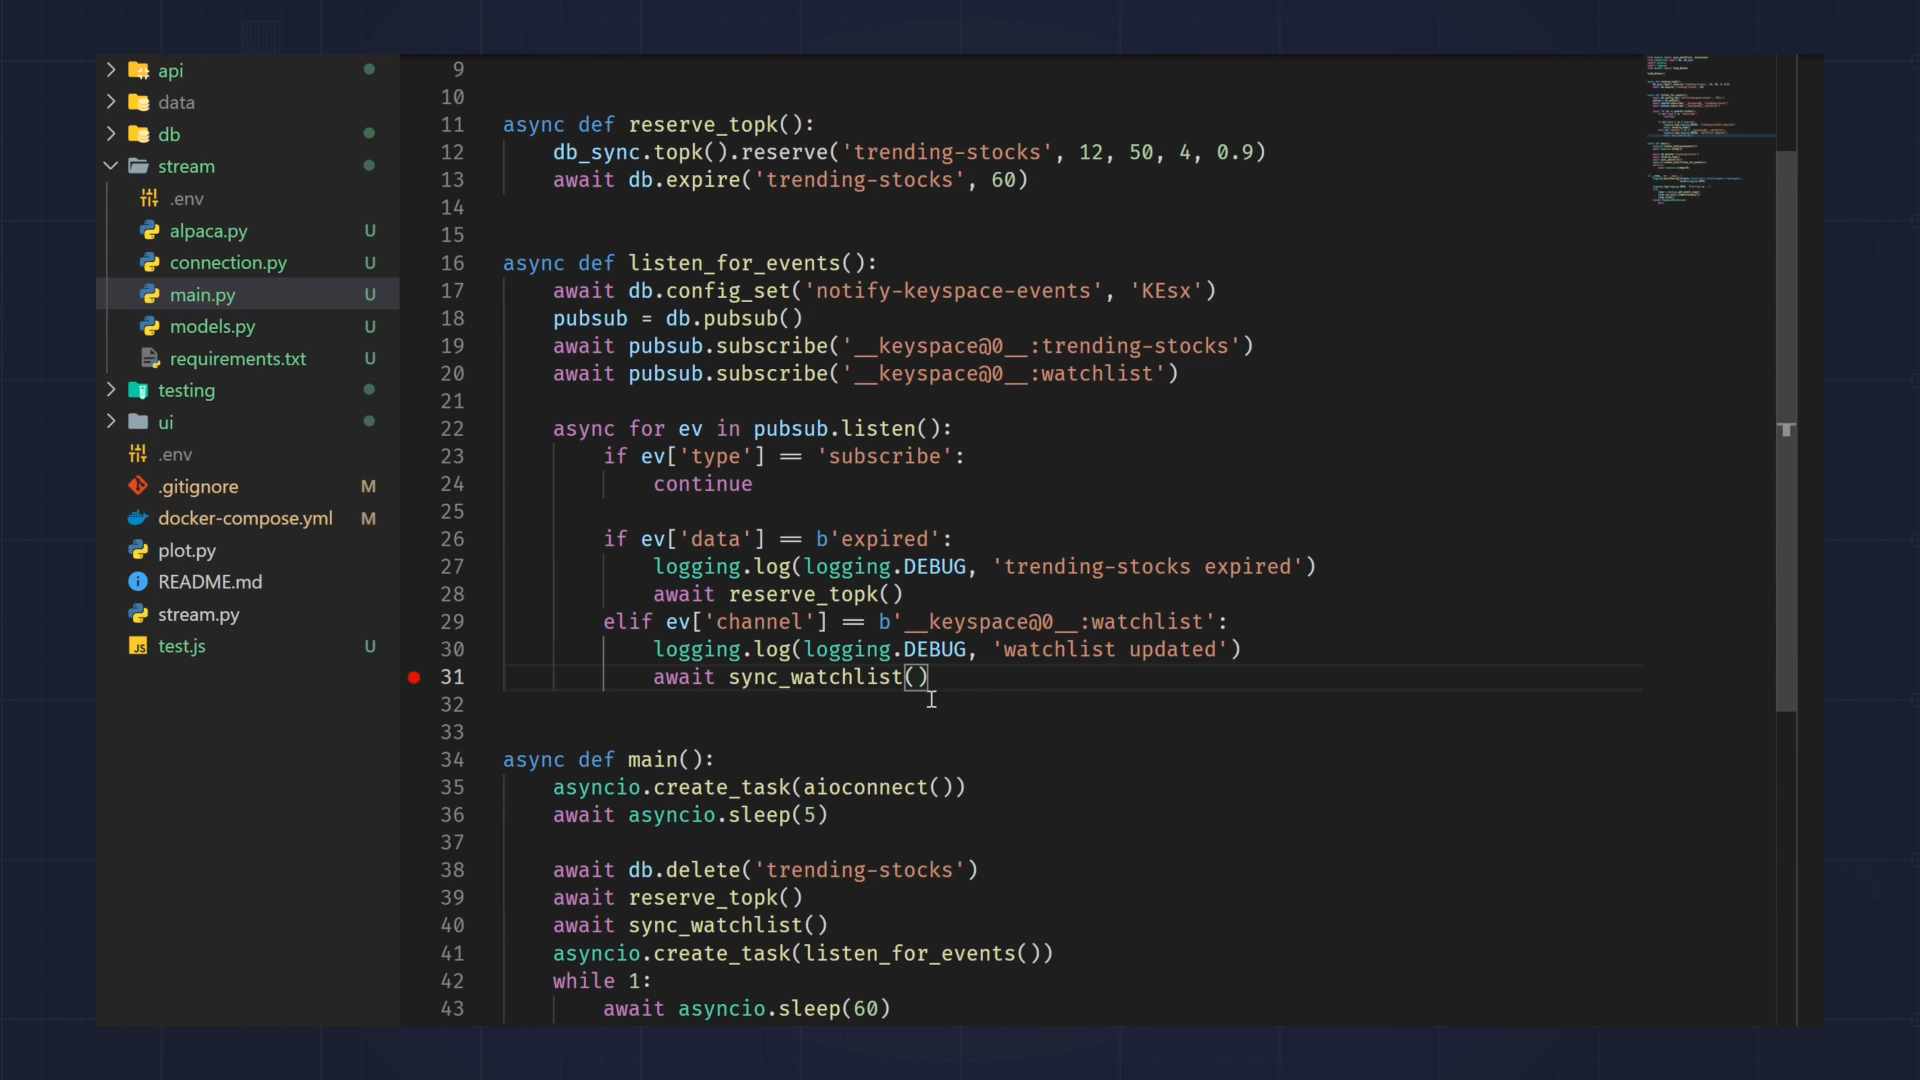 api
data
db
stream
.env
alpaca.py U
connection.py U
main.py U
models.py U
requirements.txt U
testing
ui
.env
.gitignore M
docker-compose.yml M
plot.py
README.md
stream.py
test.js U
9
10
11 async def reserve_topk():
12 db_sync.topk().reserve('trending-stocks', 12, 50, 4, 0.9)
13 await db.expire('trending-stocks', 60)
14
15
16 async def listen_for_events():
17 await db.config_set('notify-keyspace-events', 'KEsx')
18 pubsub = db.pubsub()
19 await pubsub.subscribe('__keyspace@0__:trending-stocks')
20 await pubsub.subscribe('__keyspace@0__:watchlist')
21
22 async for ev in pubsub.listen():
23 if ev['type'] == 'subscribe':
24 continue
25
26 if ev['data'] == b'expired':
27 logging.log(logging.DEBUG, 'trending-stocks expired')
28 await reserve_topk()
29 elif ev['channel'] == b'__keyspace@0__:watchlist':
30 logging.log(logging.DEBUG, 'watchlist updated')
31 await sync_watchlist()
32
33
34 async def main():
35 asyncio.create_task(aioconnect())
36 await asyncio.sleep(5)
37
38 await db.delete('trending-stocks')
39 await reserve_topk()
40 await sync_watchlist()
41 asyncio.create_task(listen_for_events())
42 while 1:
43 await asyncio.sleep(60)